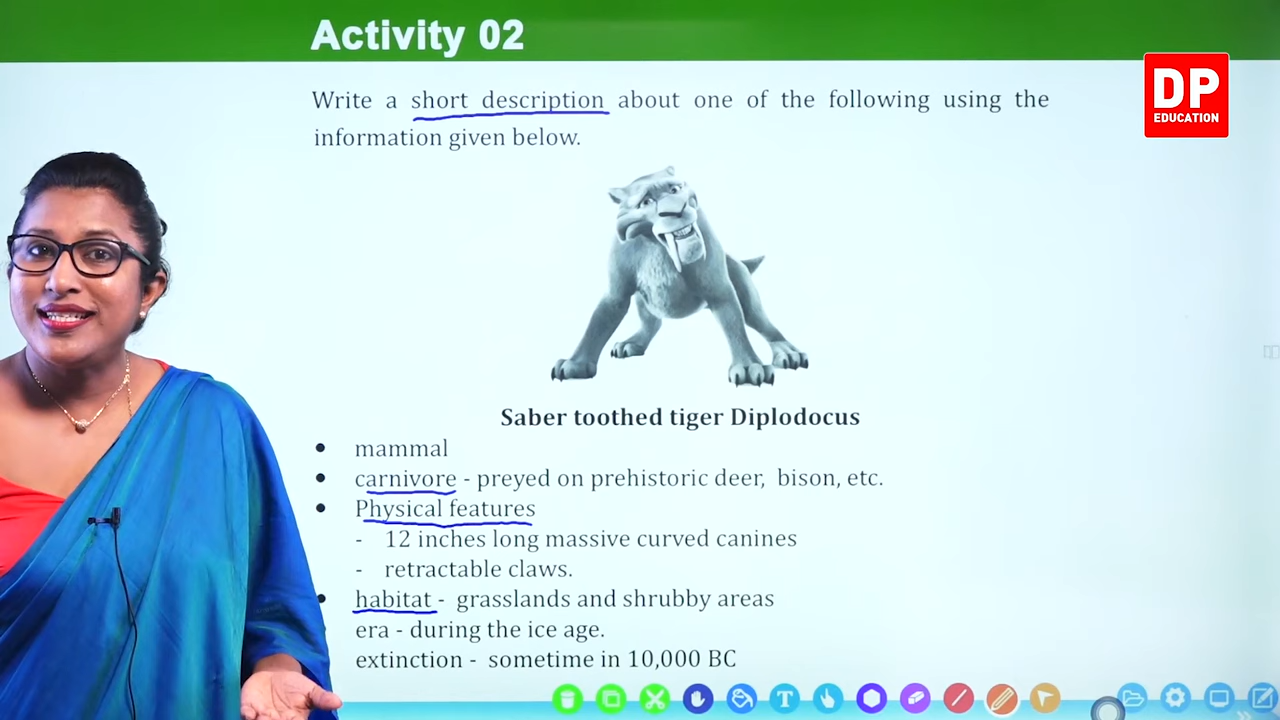 Activity 02
DP
EDUCATION
Write a short description about one of the following using the
information given below.
Saber toothed tiger Diplodocus
• mammal
• carnivore - preyed on prehistoric deer, bison, etc.
• Physical features
- 12 inches long massive curved canines
- retractable claws.
• habitat - grasslands and shrubby areas
era - during the ice age.
extinction - sometime in 10,000 BC